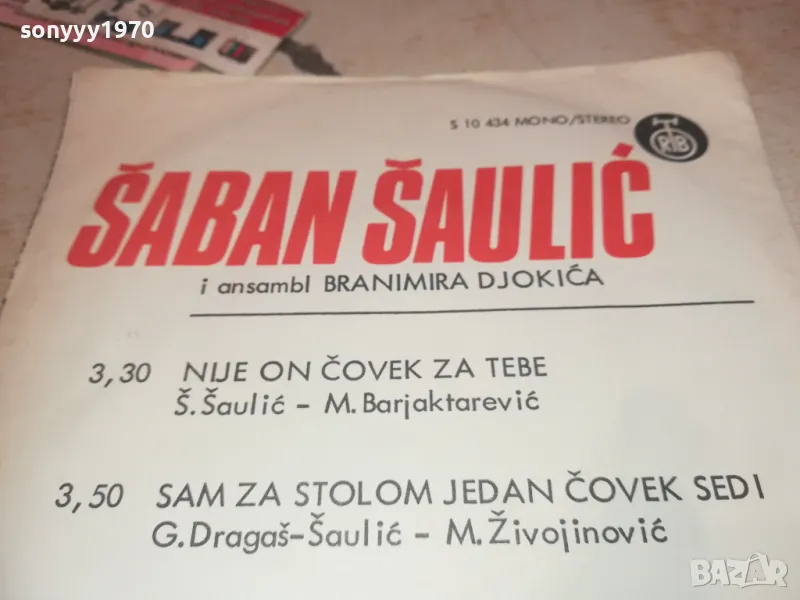 sonyyy1970
S 10 434 MONO/STEREO
RTB
ŠABAN ŠAULIĆ
i ansambl BRANIMIRA DJOKIĆA
3,30 NIJE ON ČOVEK ZA TEBE
Š. Šaulić – M. Barjaktarević
3,50 SAM ZA STOLOM JEDAN ČOVEK SEDI
G. Dragaš-Šaulić – M. Živojinović
BAZAR